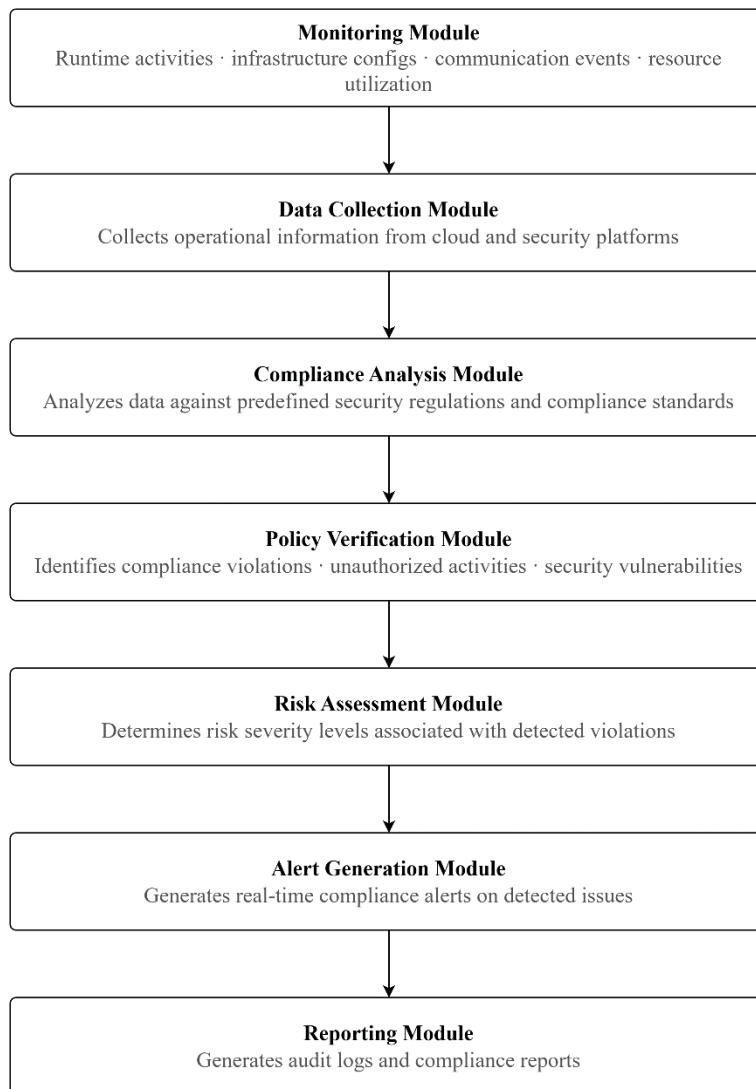 Monitoring Module
Runtime activities · infrastructure configs · communication events · resource
utilization
Data Collection Module
Collects operational information from cloud and security platforms
Compliance Analysis Module
Analyzes data against predefined security regulations and compliance standards
Policy Verification Module
Identifies compliance violations · unauthorized activities · security vulnerabilities
Risk Assessment Module
Determines risk severity levels associated with detected violations
Alert Generation Module
Generates real-time compliance alerts on detected issues
Reporting Module
Generates audit logs and compliance reports